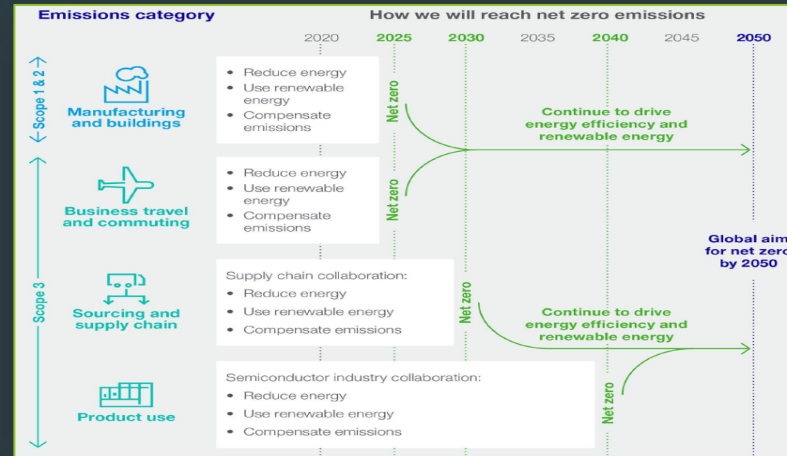 Emissions category
How we will reach net zero emissions
2020 2025 2030 2035 2040 2045 2050
Scope 1 & 2
Manufacturing
and buildings
• Reduce energy
• Use renewable
energy
• Compensate
emissions
Net zero
Continue to drive
energy efficiency and
renewable energy
Scope 3
Business travel
and commuting
• Reduce energy
• Use renewable
energy
• Compensate
emissions
Net zero
Global aim
for net zero
by 2050
Sourcing and
supply chain
Supply chain collaboration:
• Reduce energy
• Use renewable energy
• Compensate emissions
Net zero
Continue to drive
energy efficiency and
renewable energy
Product use
Semiconductor industry collaboration:
• Reduce energy
• Use renewable energy
• Compensate emissions
Net zero